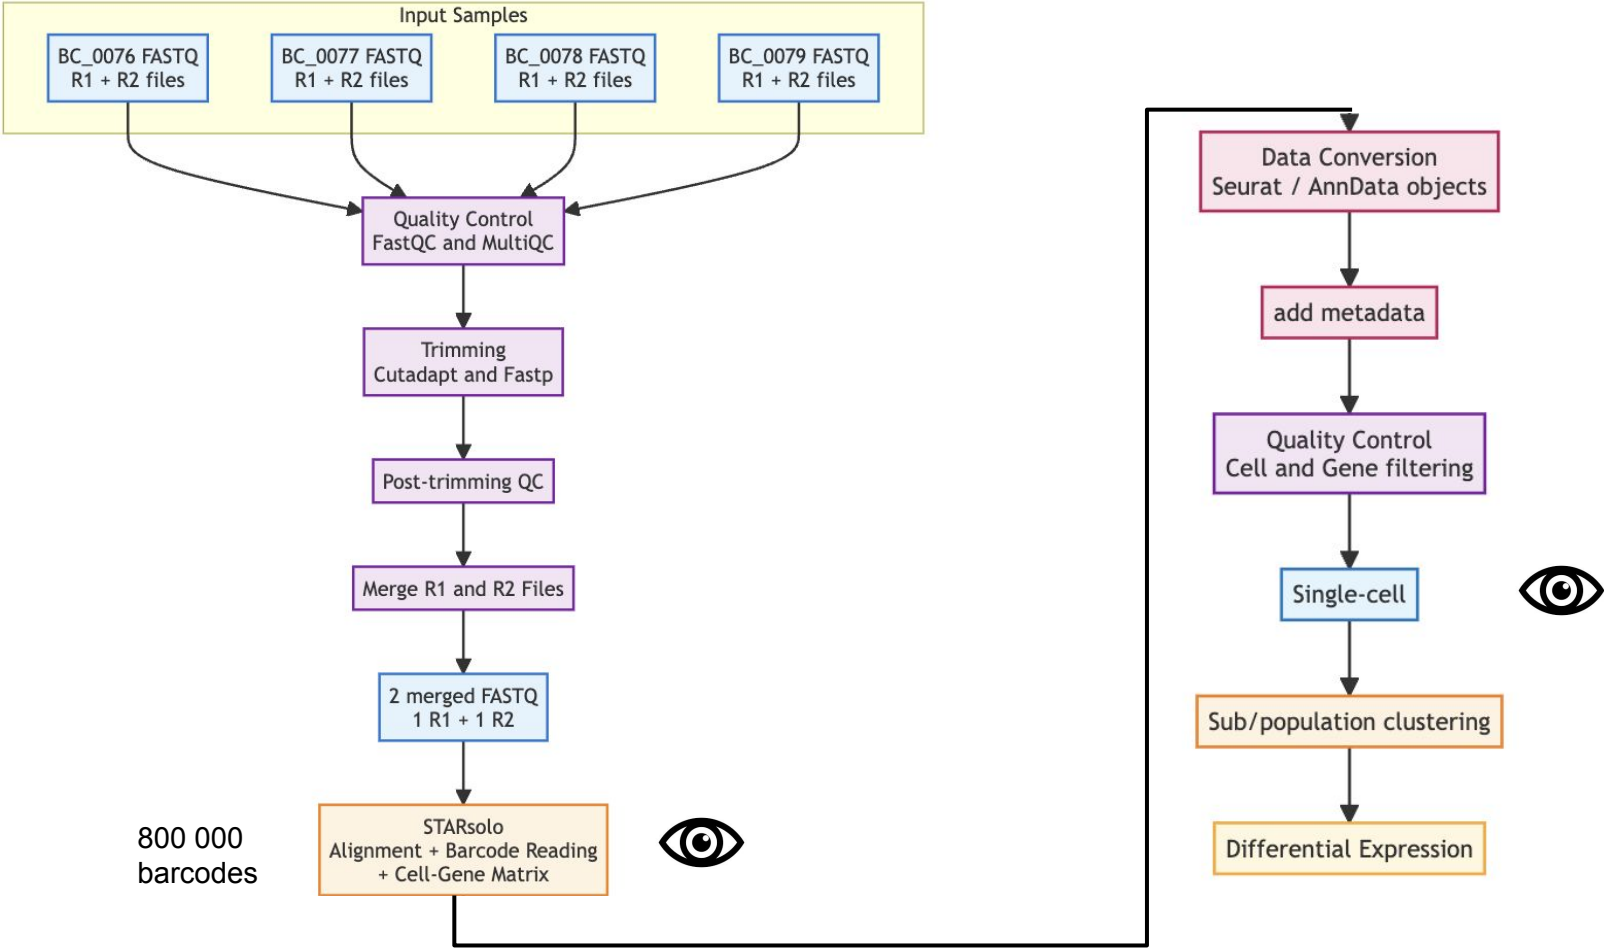 Input Samples
BC_0076 FASTQ
R1 + R2 files
BC_0077 FASTQ
R1 + R2 files
BC_0078 FASTQ
R1 + R2 files
BC_0079 FASTQ
R1 + R2 files
Quality Control
FastQC and MultiQC
Trimming
Cutadapt and Fastp
Post-trimming QC
Merge R1 and R2 Files
2 merged FASTQ
1 R1 + 1 R2
800 000
barcodes
STARsolo
Alignment + Barcode Reading
+ Cell-Gene Matrix
Data Conversion
Seurat / AnnData objects
add metadata
Quality Control
Cell and Gene filtering
Single-cell
Sub/population clustering
Differential Expression